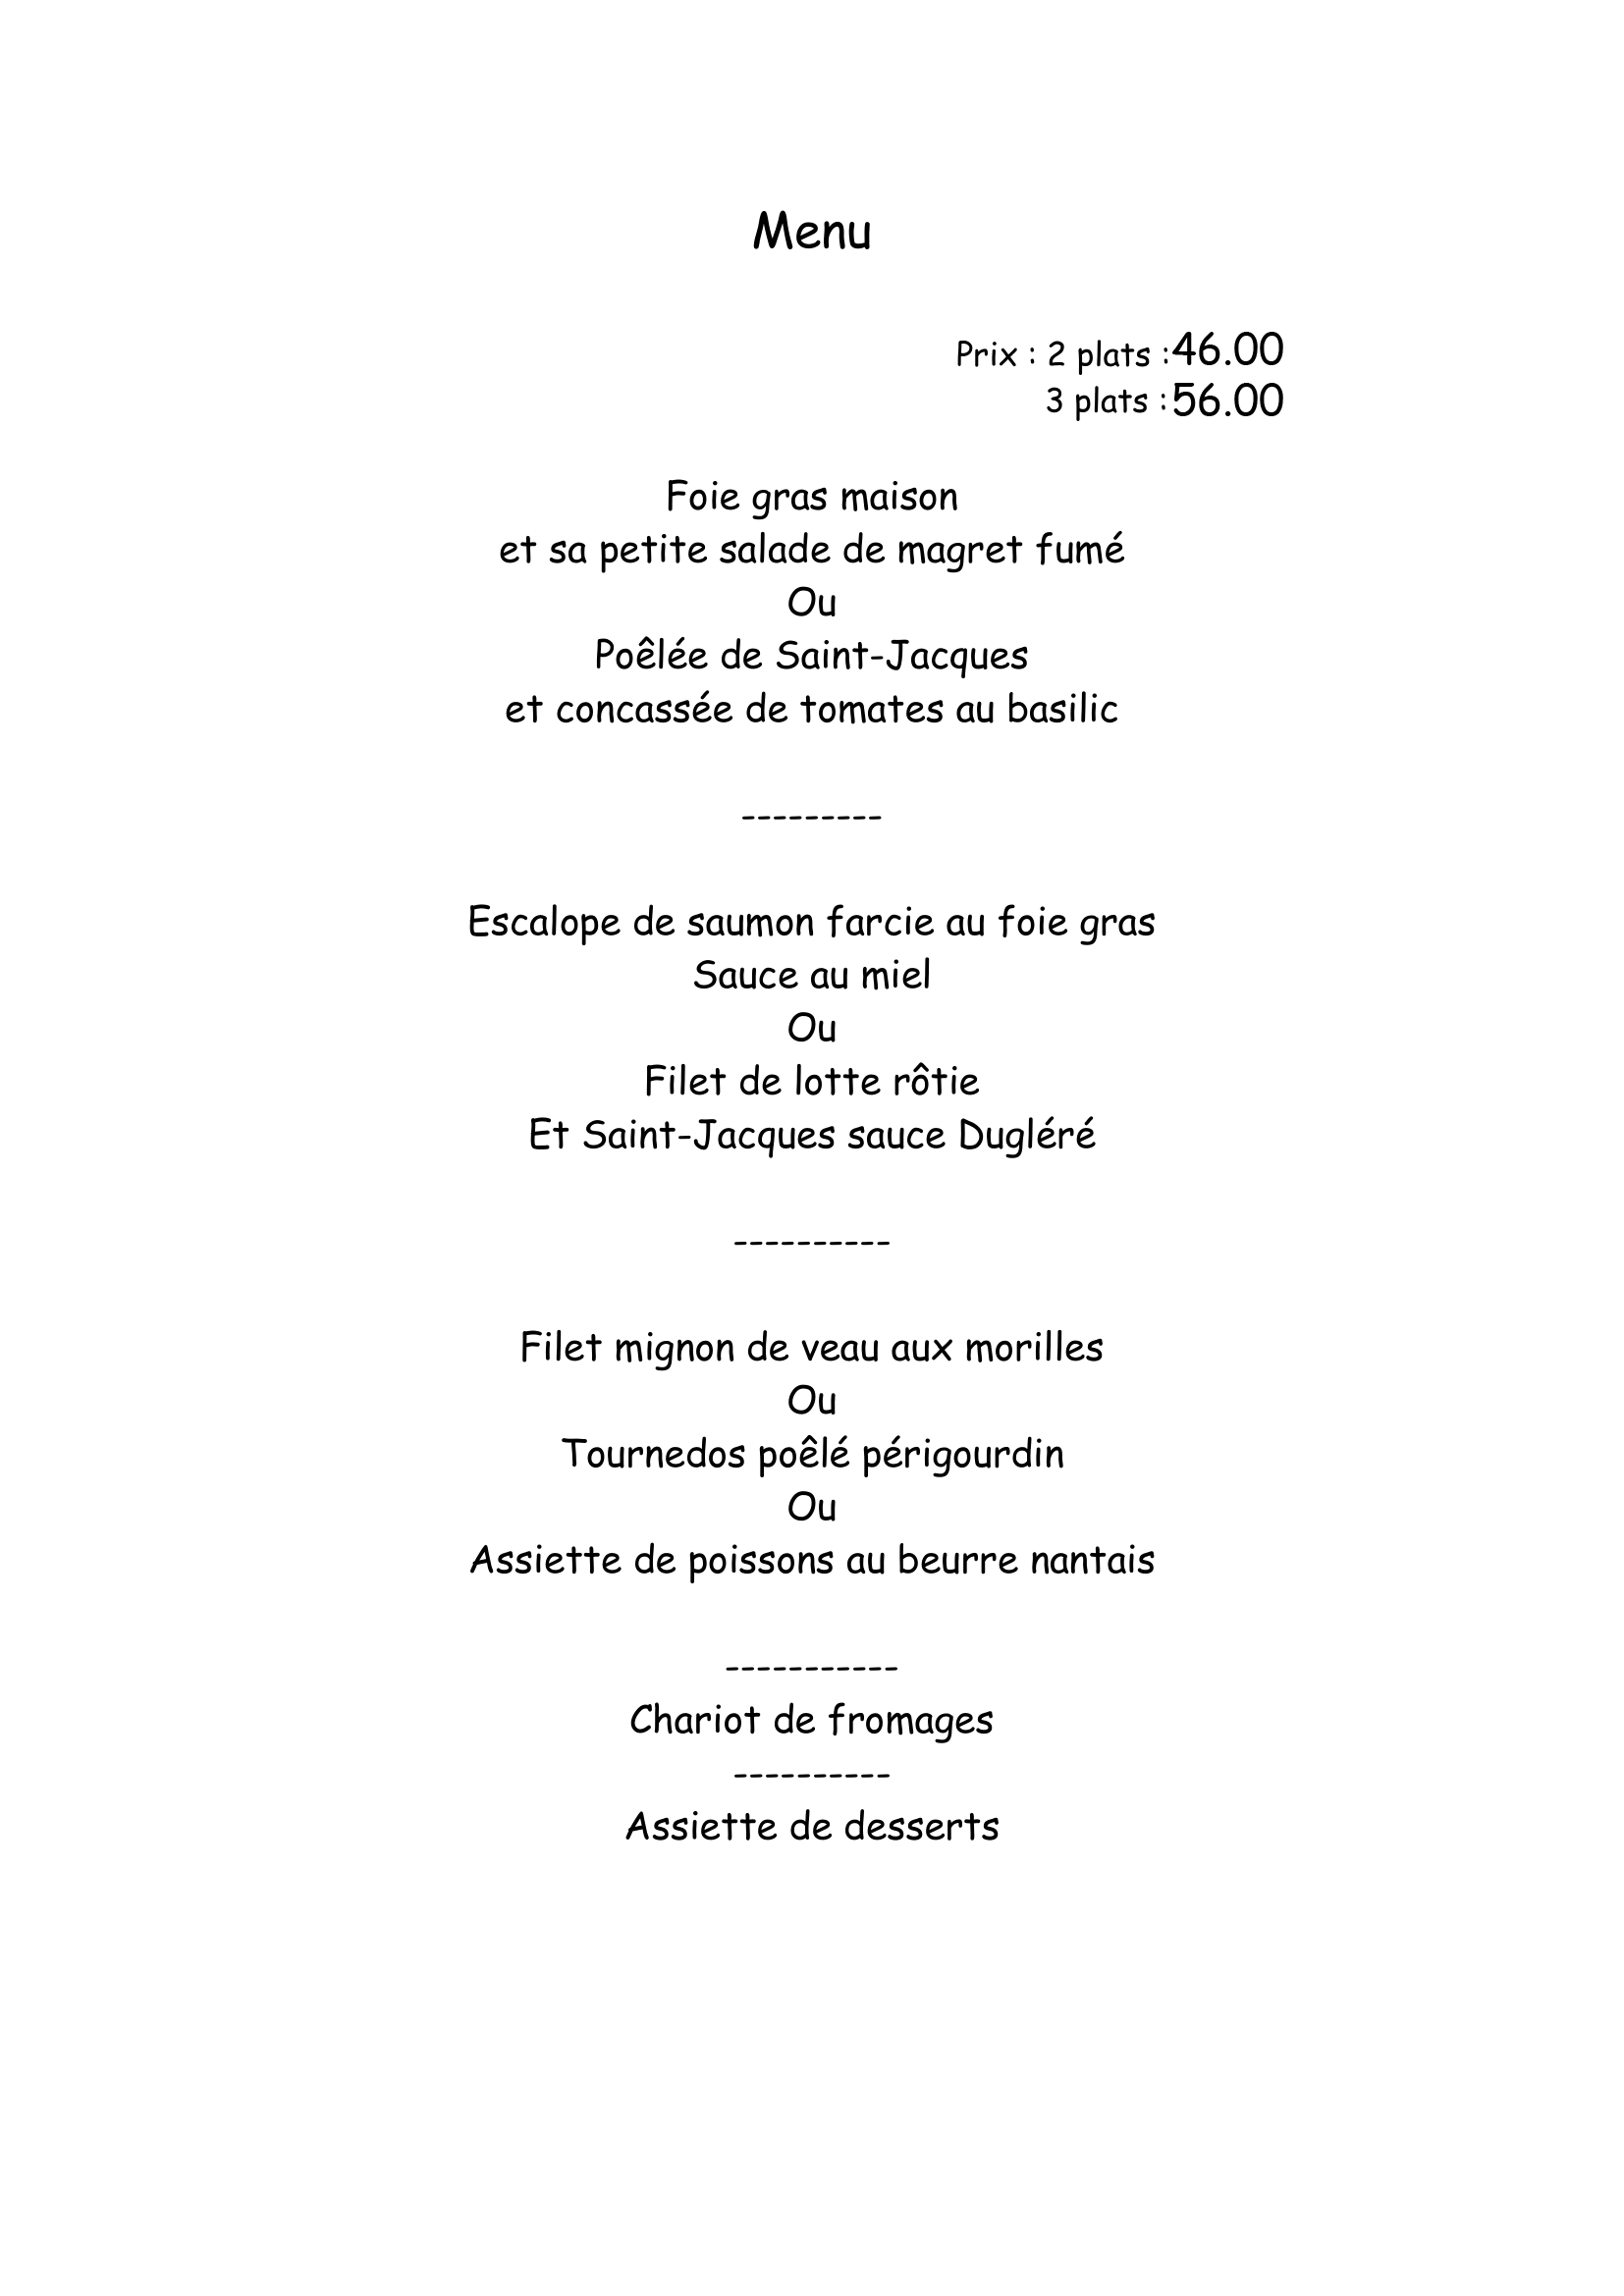 Menu
Prix : 2 plats :46.00
3 plats :56.00
Foie gras maison
et sa petite salade de magret fumé
Ou
Poêlée de Saint-Jacques
et concassée de tomates au basilic
---------
Escalope de saumon farcie au foie gras
Sauce au miel
Ou
Filet de lotte rôtie
Et Saint-Jacques sauce Dugléré
----------
Filet mignon de veau aux morilles
Ou
Tournedos poêlé périgourdin
Ou
Assiette de poissons au beurre nantais
-----------
Chariot de fromages
----------
Assiette de desserts